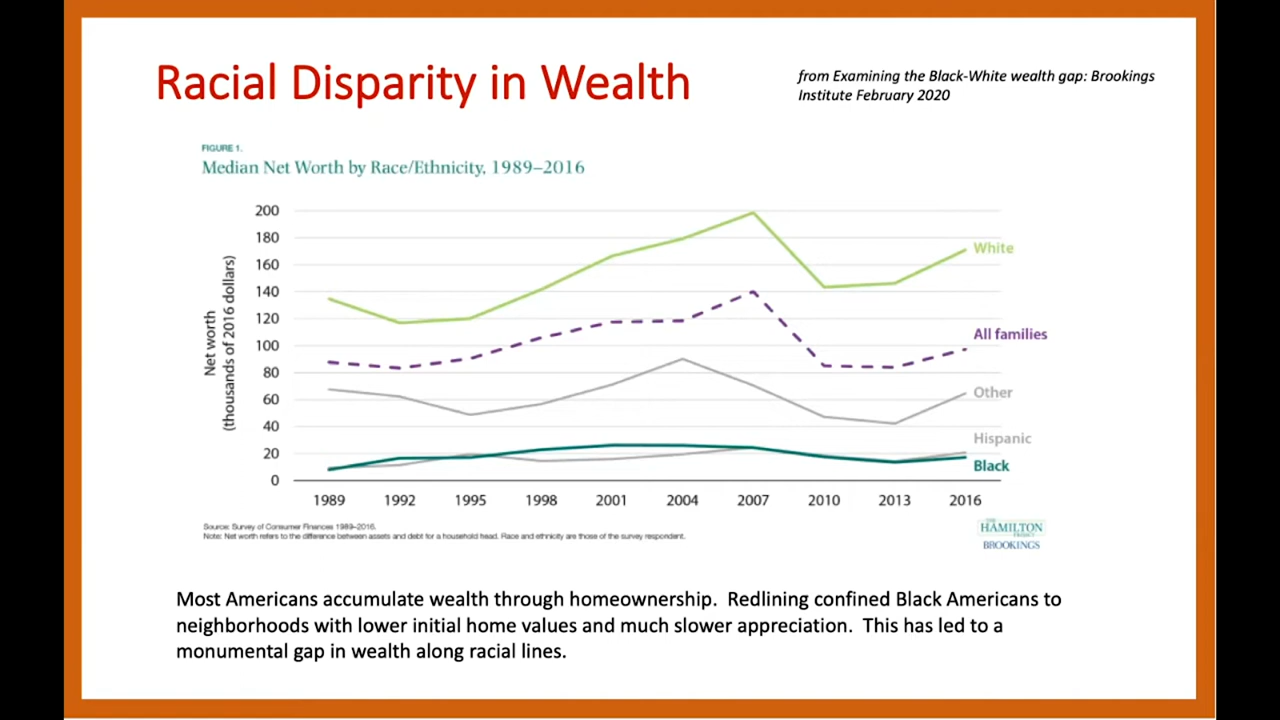 Racial Disparity in Wealth
from Examining the Black-White wealth gap: Brookings
Institute February 2020
FIGURE 1.
Median Net Worth by Race/Ethnicity, 1989–2016
Net worth
(thousands of 2016 dollars)
200
180
160
140
120
100
80
60
40
20
0
White
All families
Other
Hispanic
Black
1989 1992 1995 1998 2001 2004 2007 2010 2013 2016
Source: Survey of Consumer Finances 1989–2016.
Note: Net worth refers to the difference between assets and debt for a household head. Race and ethnicity are those of the survey respondent.
THE
HAMILTON
PROJECT
BROOKINGS
Most Americans accumulate wealth through homeownership. Redlining confined Black Americans to
neighborhoods with lower initial home values and much slower appreciation. This has led to a
monumental gap in wealth along racial lines.